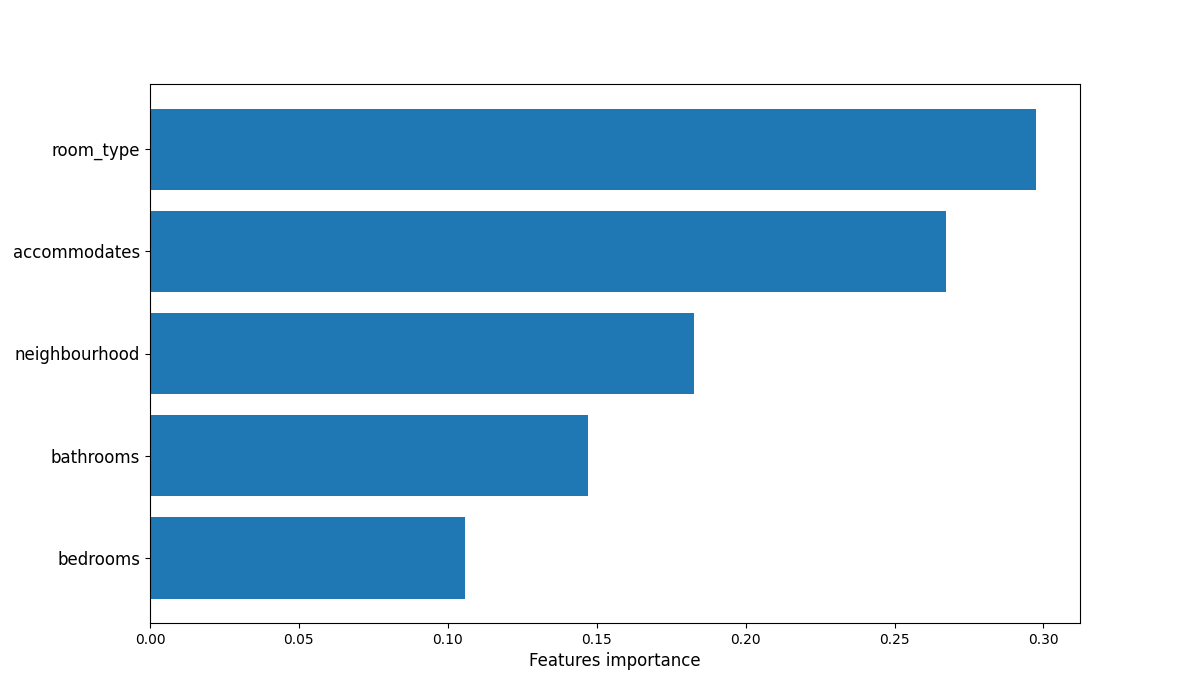 room_type
accommodates
neighbourhood
bathrooms
bedrooms
0.00 0.05 0.10 0.15 0.20 0.25 0.30
Features importance